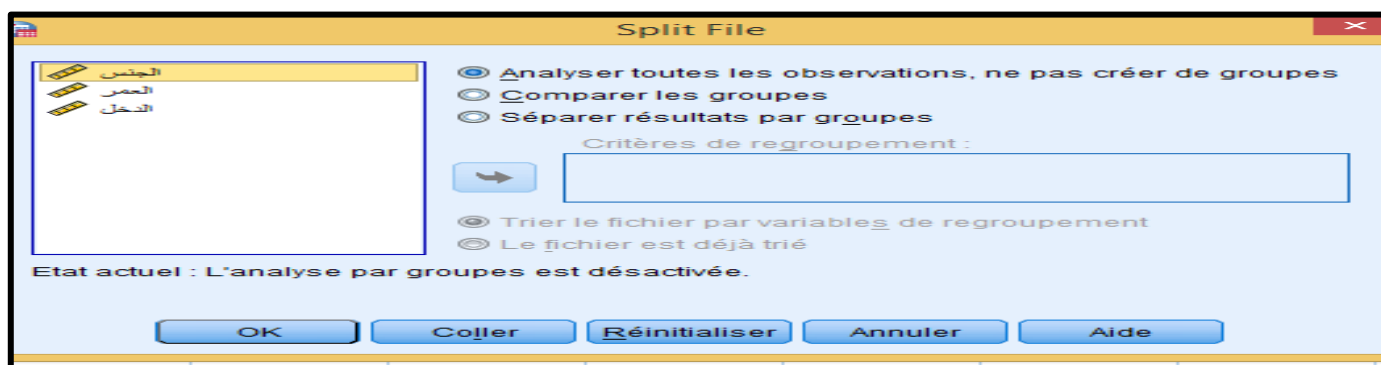 Split File
الجنس
العمر
الدخل
Analyser toutes les observations, ne pas créer de groupes
Comparer les groupes
Séparer résultats par groupes
Critères de regroupement :
Trier le fichier par variables de regroupement
Le fichier est déjà trié
Etat actuel : L'analyse par groupes est désactivée.
OK Coller Réinitialiser Annuler Aide